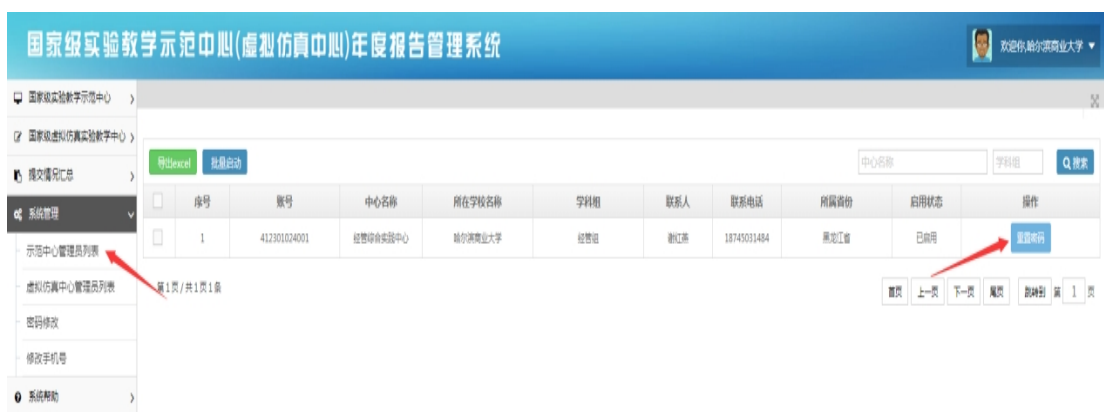 国家级实验教学示范中心(虚拟仿真中心)年度报告管理系统
欢迎你,哈尔滨商业大学
国家级实验教学示范中心
国家级虚拟仿真实验教学中心
提交情况汇总
系统管理
示范中心管理员列表
虚拟仿真中心管理员列表
密码修改
修改手机号
系统帮助
导出excel 批量启动 中心名称 学科组 搜索
序号 账号 中心名称 所在学校名称 学科组 联系人 联系电话 所属省份 启用状态 操作
1 412301024001 经管综合实践中心 哈尔滨商业大学 经管组 谢红燕 18745031484 黑龙江省 已启用 重置密码
第1页/共1页1条 首页 上一页 下一页 尾页 跳转到 第 1 页